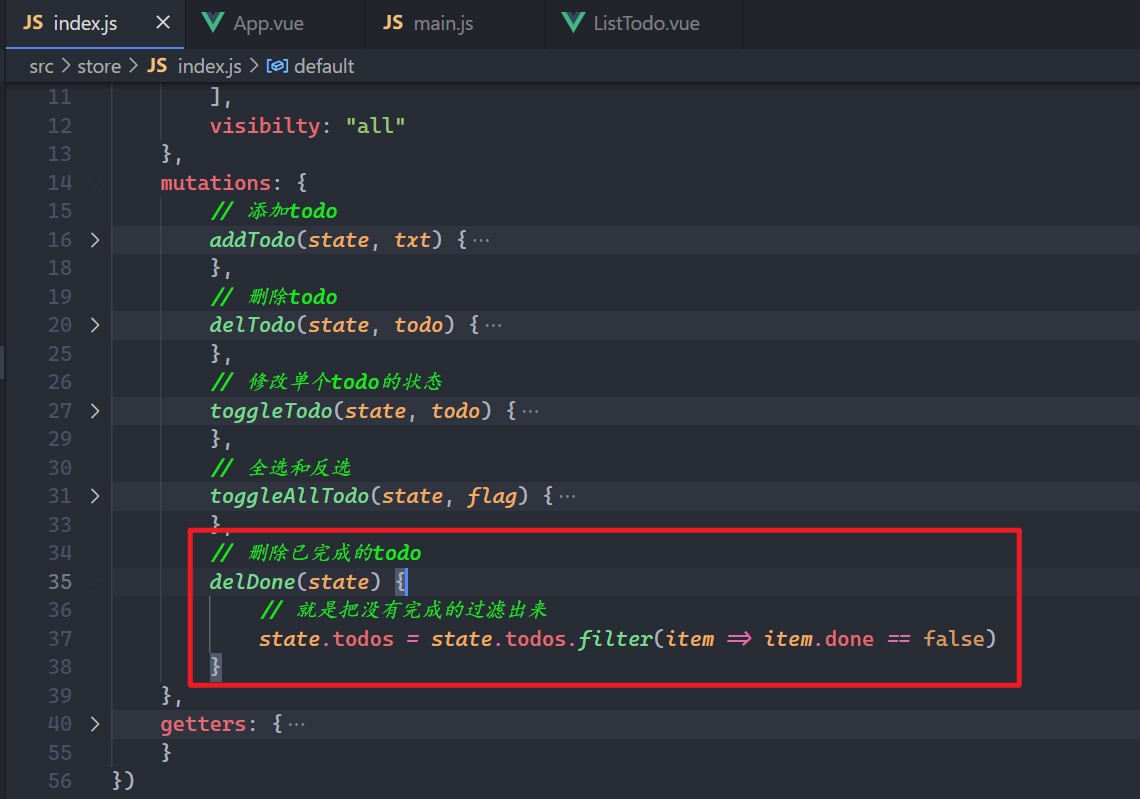 JS index.js × App.vue JS main.js ListTodo.vue
src > store > JS index.js > default
11 ],
12 visibilty: "all"
13 },
14 mutations: {
15 // 添加todo
16 > addTodo(state, txt) { ···
18 },
19 // 删除todo
20 > delTodo(state, todo) { ···
25 },
26 // 修改单个todo的状态
27 > toggleTodo(state, todo) { ···
29 },
30 // 全选和反选
31 > toggleAllTodo(state, flag) { ···
33 },
34 // 删除已完成的todo
35 delDone(state) {
36 // 就是把没有完成的过滤出来
37 state.todos = state.todos.filter(item => item.done == false)
38 }
39 },
40 > getters: { ···
55 }
56 })